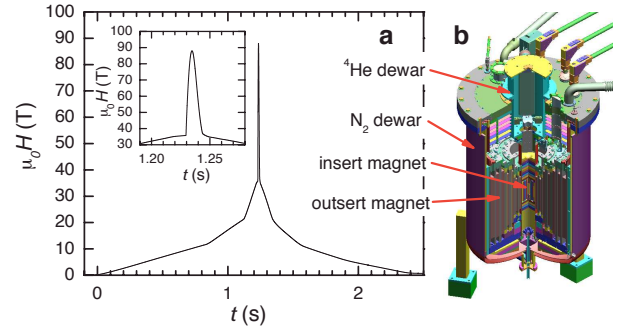 a
b
μ₀H (T)
100
90
80
70
60
50
40
30
20
10
0
0
1
2
t (s)
μ₀H (T)
100
90
80
70
60
50
40
30
1.20
1.25
t (s)
⁴He dewar
N₂ dewar
insert magnet
outsert magnet